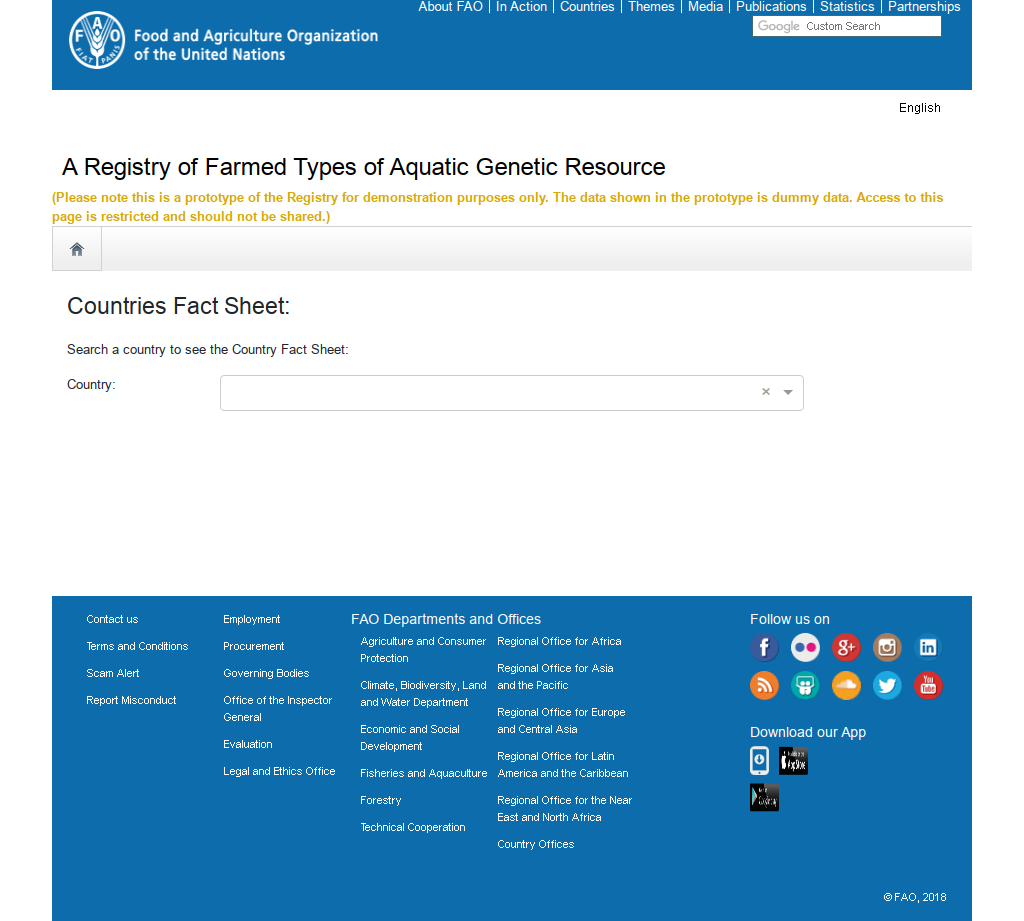 About FAO | In Action | Countries | Themes | Media | Publications | Statistics | Partnerships
FAO
FIAT PANIS
Food and Agriculture Organization
of the United Nations
Google Custom Search
English
A Registry of Farmed Types of Aquatic Genetic Resource
(Please note this is a prototype of the Registry for demonstration purposes only. The data shown in the prototype is dummy data. Access to this
page is restricted and should not be shared.)
Countries Fact Sheet:
Search a country to see the Country Fact Sheet:
Country:
×
Contact us
Terms and Conditions
Scam Alert
Report Misconduct
Employment
Procurement
Governing Bodies
Office of the Inspector
General
Evaluation
Legal and Ethics Office
FAO Departments and Offices
Agriculture and Consumer
Protection
Climate, Biodiversity, Land
and Water Department
Economic and Social
Development
Fisheries and Aquaculture
Forestry
Technical Cooperation
Regional Office for Africa
Regional Office for Asia
and the Pacific
Regional Office for Europe
and Central Asia
Regional Office for Latin
America and the Caribbean
Regional Office for the Near
East and North Africa
Country Offices
Follow us on
f
g+
in
You
Tube
Download our App
App Store
© FAO, 2018